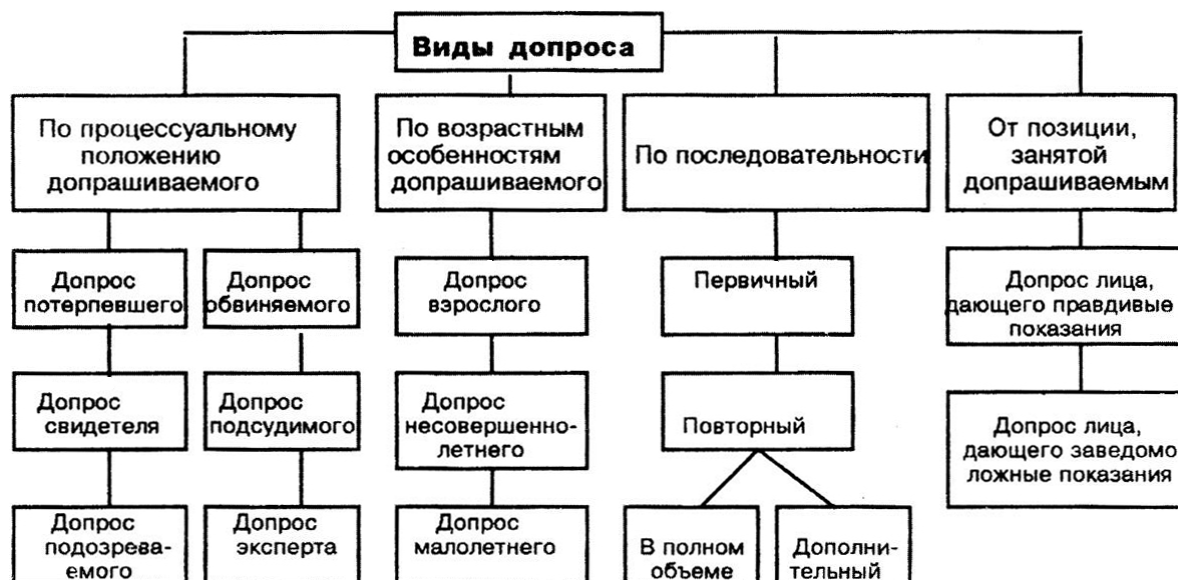 Виды допроса
По процессуальному
положению
допрашиваемого
По возрастным
особенностям
допрашиваемого
По последовательности
От позиции,
занятой
допрашиваемым
Допрос
потерпевшего
Допрос
обвиняемого
Допрос
взрослого
Первичный
Допрос лица,
дающего правдивые
показания
Допрос
свидетеля
Допрос
подсудимого
Допрос
несовершенно-
летнего
Повторный
Допрос лица,
дающего заведомо
ложные показания
Допрос
подозрева-
емого
Допрос
эксперта
Допрос
малолетнего
В полном
объеме
Дополни-
тельный